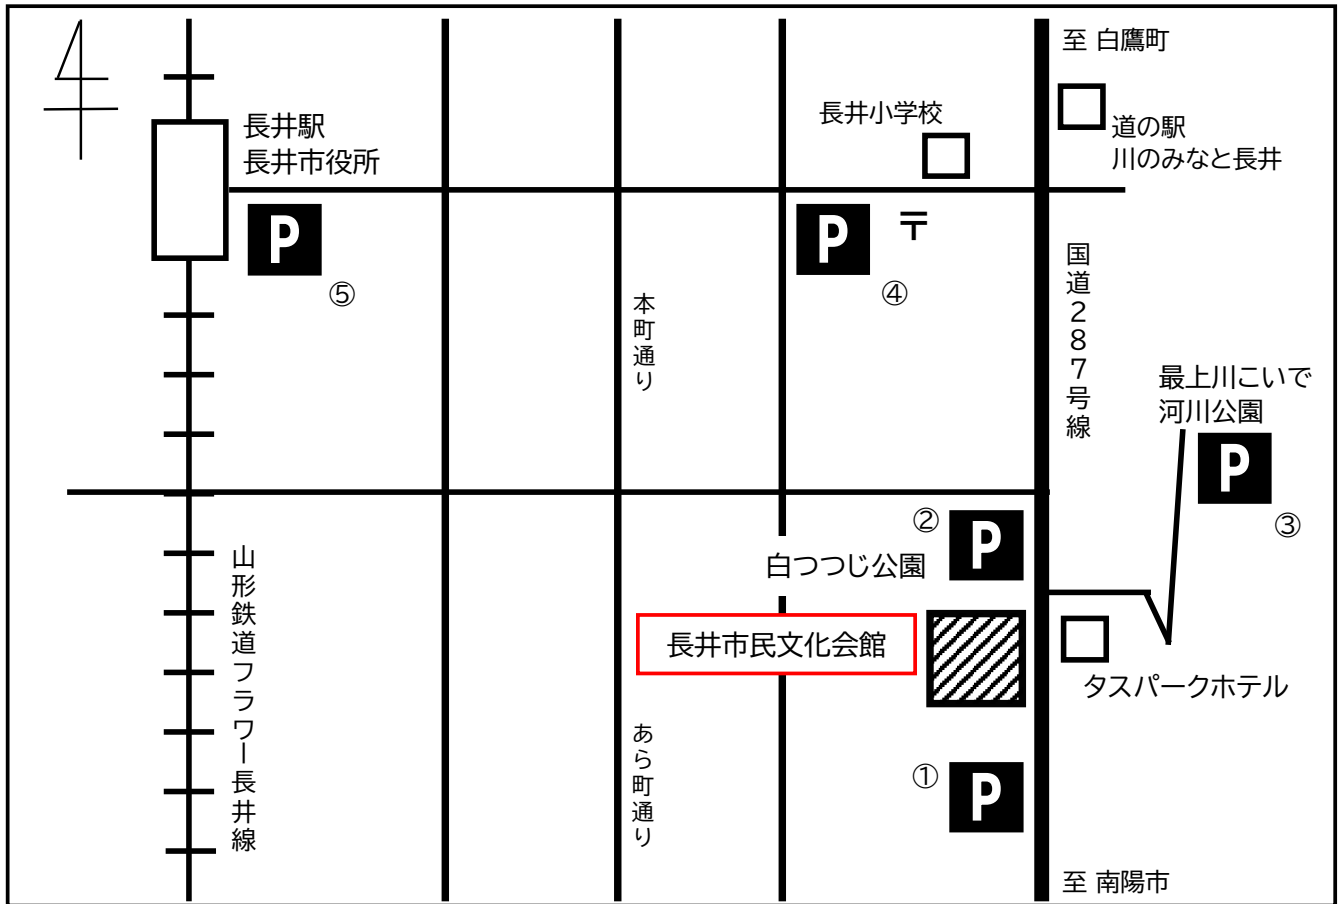 至 白鷹町
長井駅
長井市役所
長井小学校
道の駅
川のみなと長井
P
⑤
P
〒
④
本町通り
国道287号線
最上川こいで
河川公園
P
③
②
P
白つつじ公園
長井市民文化会館
タスパークホテル
山形鉄道フラワー長井線
あら町通り
①
P
至 南陽市